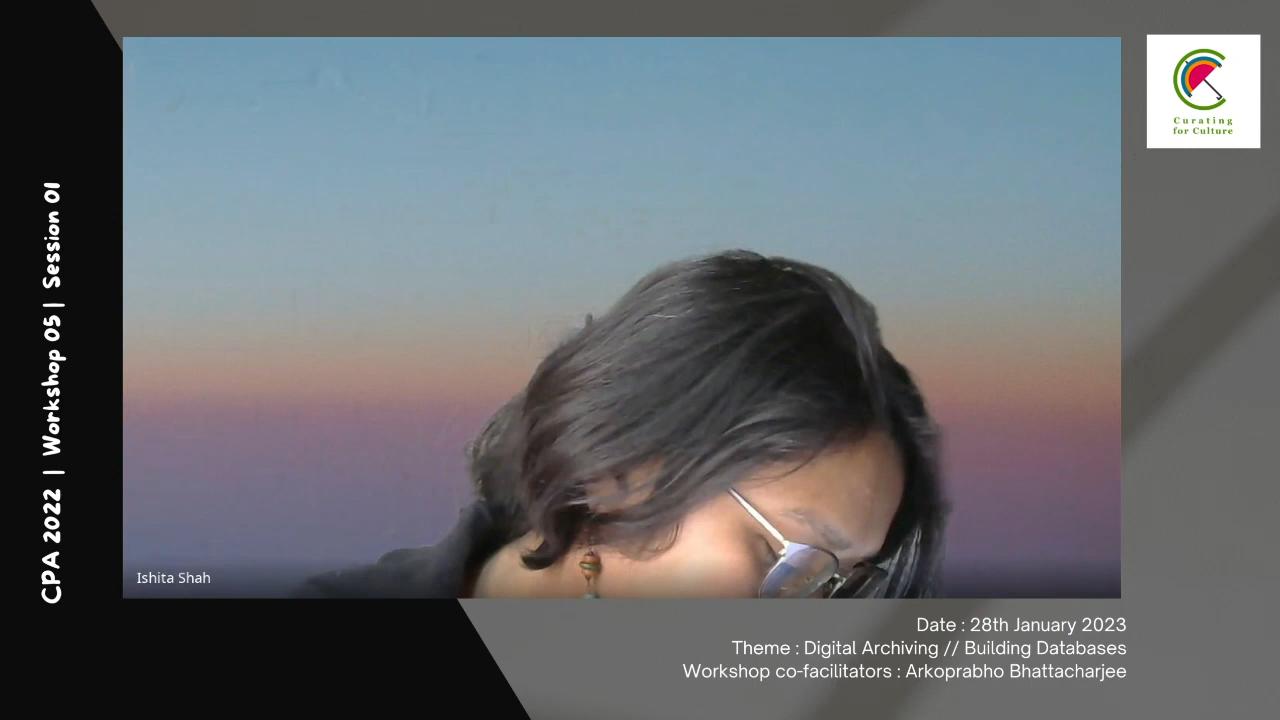 CPA 2022 | Workshop 05 | Session 01
Curating
for Culture
Ishita Shah
Date : 28th January 2023
Theme : Digital Archiving // Building Databases
Workshop co-facilitators : Arkoprabho Bhattacharjee